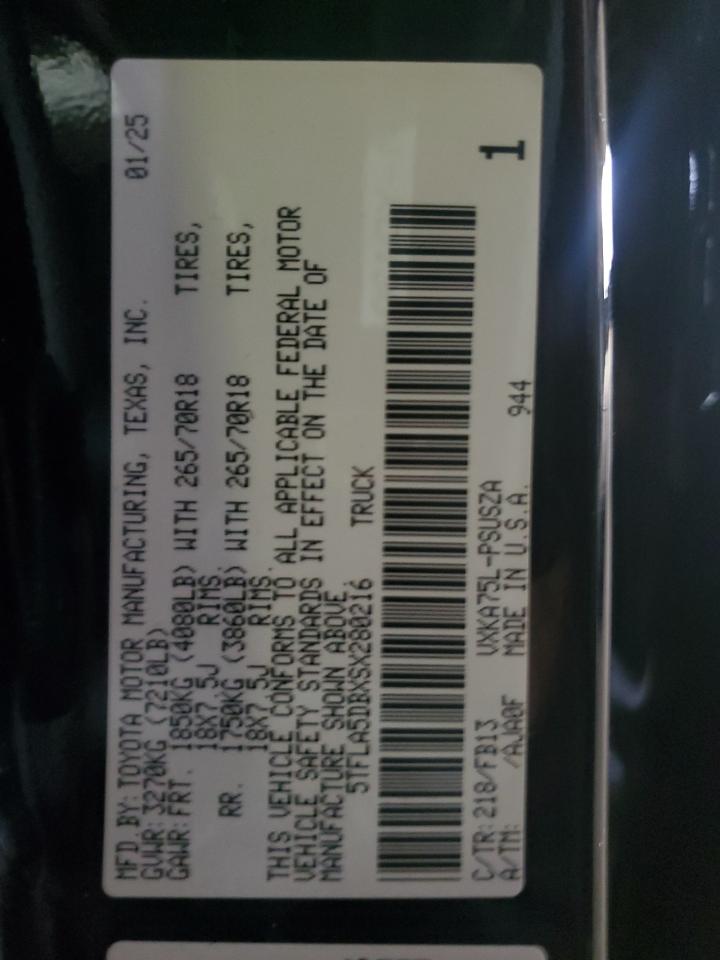 MFD. BY: TOYOTA MOTOR MANUFACTURING, TEXAS, INC. 01/25
GVWR: 3270KG (7210LB)
GAWR: FRT. 1850KG (4080LB) WITH 265/70R18 TIRES,
18X7.5J RIMS.
RR. 1750KG (3860LB) WITH 265/70R18 TIRES,
18X7.5J RIMS.
THIS VEHICLE CONFORMS TO ALL APPLICABLE FEDERAL MOTOR
VEHICLE SAFETY STANDARDS IN EFFECT ON THE DATE OF
MANUFACTURE SHOWN ABOVE.
5TFLA5DBXSX280216 TRUCK
1
C/TR: 218/FB13 VXKA75L-PSUSZA
A/TM: /AJA0F MADE IN U.S.A. 944